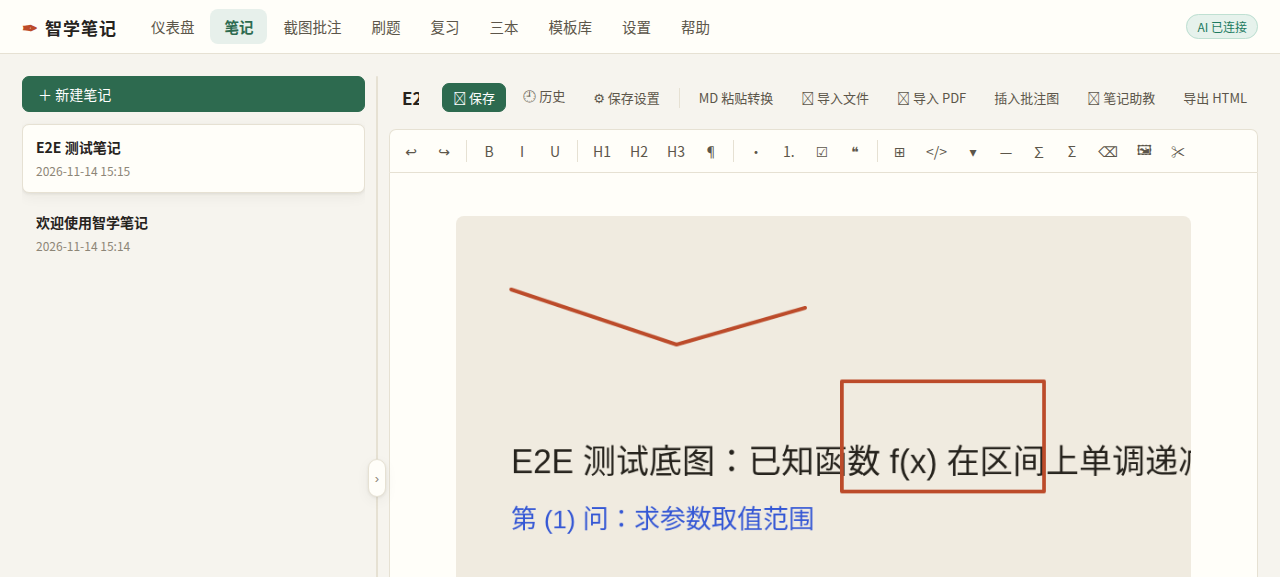 智学笔记 仪表盘 笔记 截图批注 刷题 复习 三本 模板库 设置 帮助 AI 已连接
＋ 新建笔记
E2E 测试笔记
2026-11-14 15:15
欢迎使用智学笔记
2026-11-14 15:14
E2 保存 历史 保存设置 MD 粘贴转换 导入文件 导入 PDF 插入批注图 笔记助教 导出 HTML
↩ ↪ B I U H1 H2 H3 ¶ • 1. ☑ ❝ ⊞ </> ▾ — Σ Σ ⌫ 🖼 ✂
›
E2E 测试底图：已知函数 f(x) 在区间上单调递
第 (1) 问：求参数取值范围